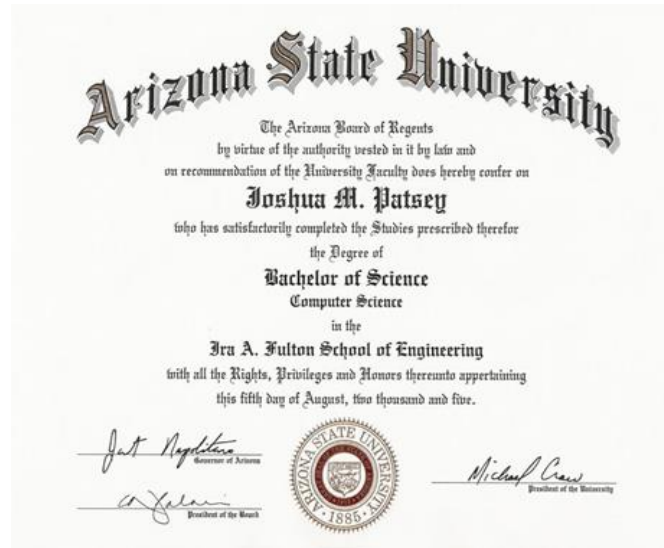 Arizona State University
The Arizona Board of Regents
by virtue of the authority vested in it by law and
on recommendation of the University Faculty does hereby confer on
Joshua M. Patsey
who has satisfactorily completed the Studies prescribed therefor
the Degree of
Bachelor of Science
Computer Science
in the
Ira A. Fulton School of Engineering
with all the Rights, Privileges and Honors thereunto appertaining
this fifth day of August, two thousand and five.
Janet Napolitano
Governor of Arizona
President of the Board
ARIZONA STATE UNIVERSITY
·1885·
Michael Crow
President of the University